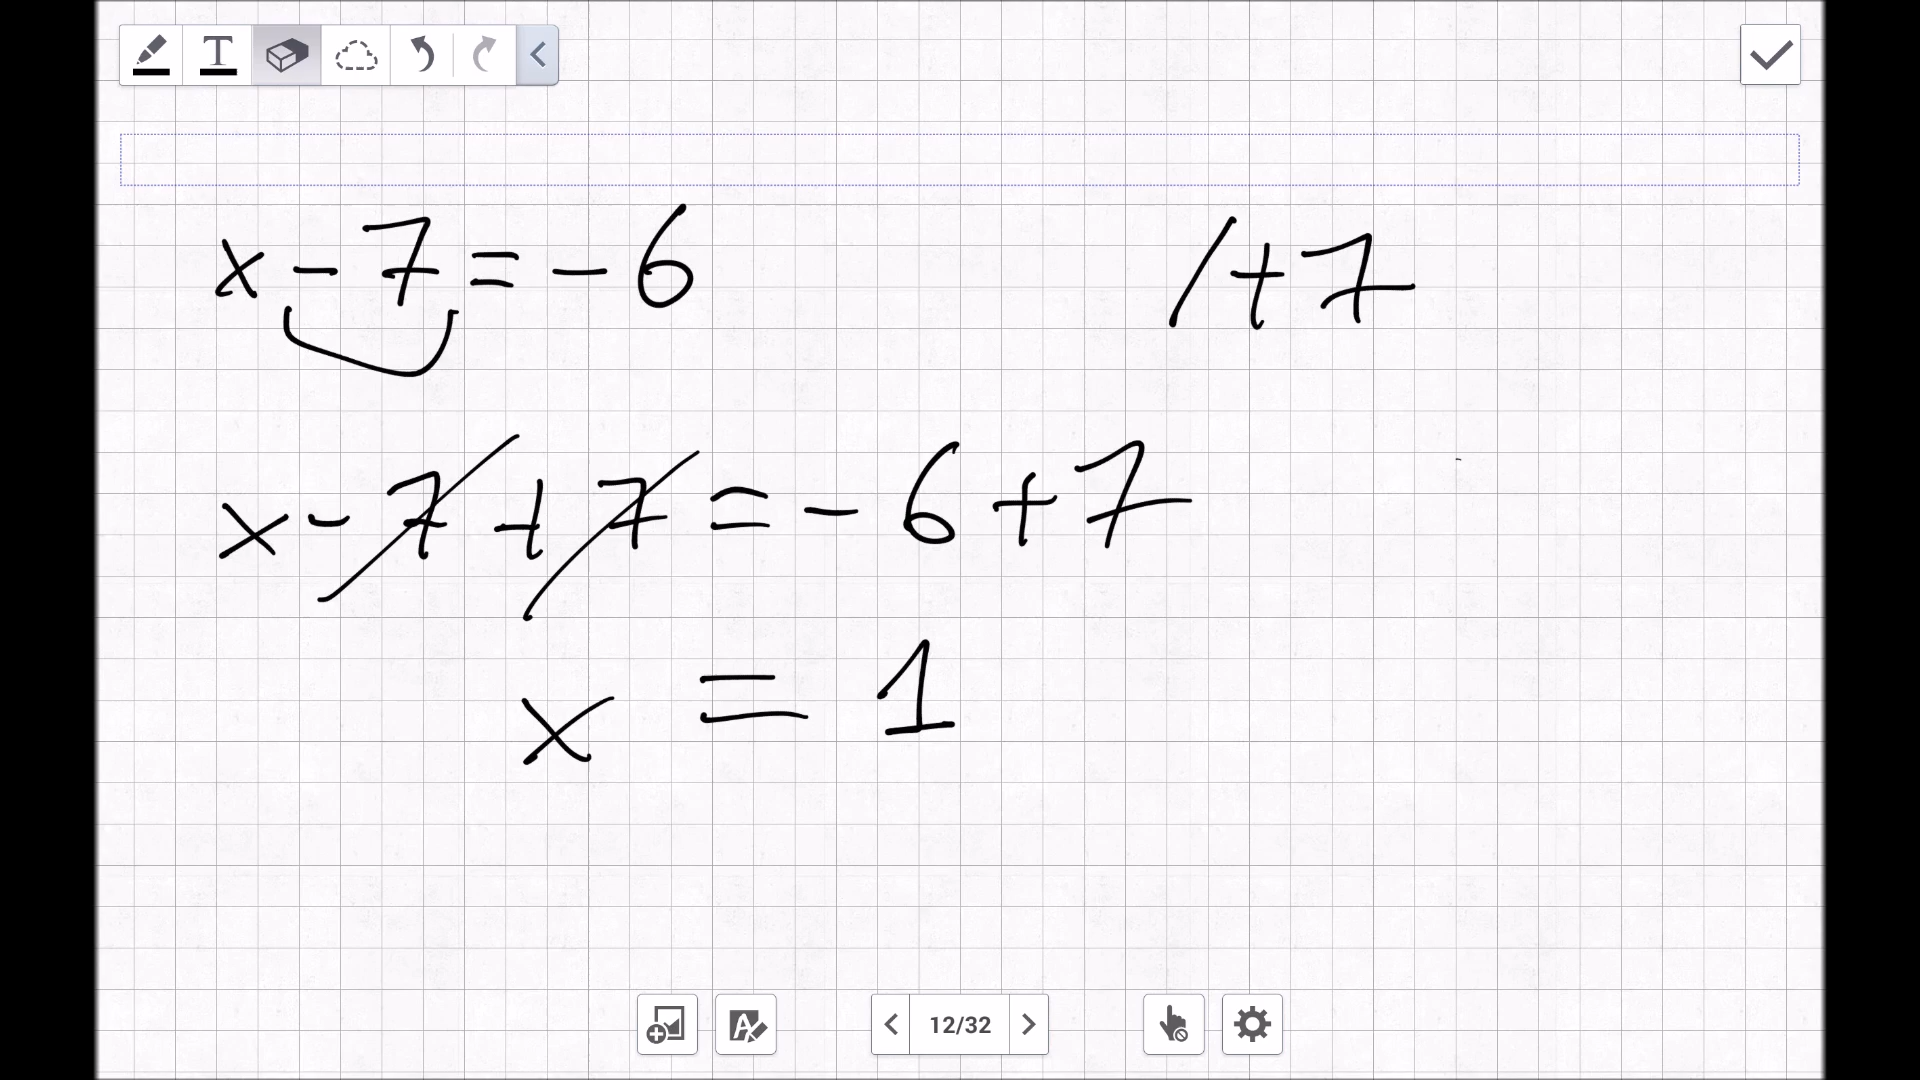 T
x - 7 = - 6 / + 7
x - 7 + 7 = - 6 + 7
x = 1
12/32